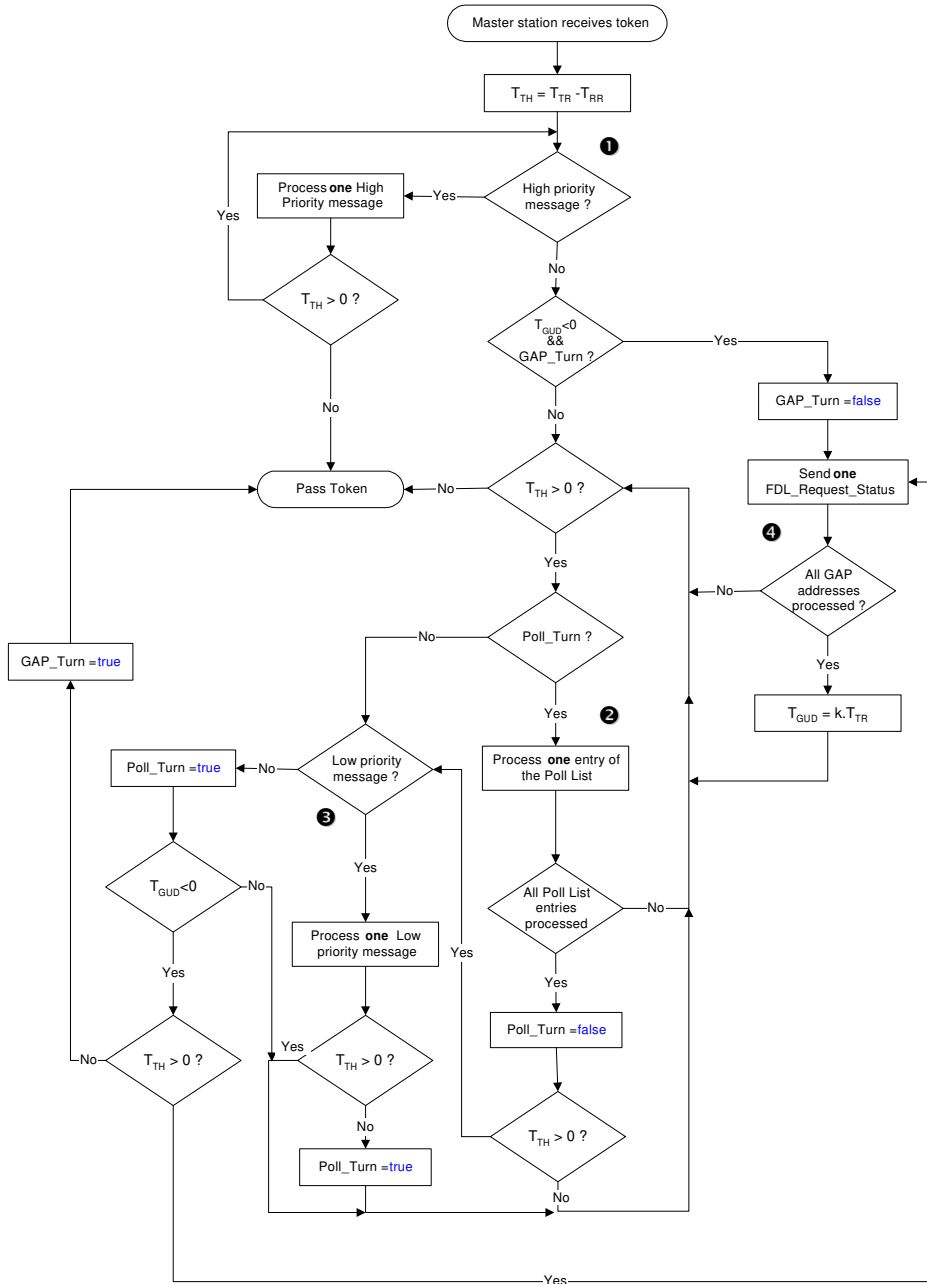 Master station receives token
T_TH = T_TR -T_RR
❶
High priority
message ?
Yes
Process one High
Priority message
Yes
No
T_TH > 0 ?
T_GUD<0
&&
GAP_Turn ?
Yes
GAP_Turn =false
No
No
Pass Token
No
T_TH > 0 ?
Send one
FDL_Request_Status
❹
Yes
All GAP
addresses
processed ?
No
Poll_Turn ?
No
GAP_Turn =true
Yes
Yes
❷
T_GUD = k.T_TR
Poll_Turn =true
No
Low priority
message ?
Process one entry of
the Poll List
❸
Yes
T_GUD<0
No
All Poll List
entries
processed
No
Process one Low
priority message
Yes
Yes
Yes
Poll_Turn =false
Yes
No
T_TH > 0 ?
T_TH > 0 ?
No
T_TH > 0 ?
Poll_Turn =true
No
Yes